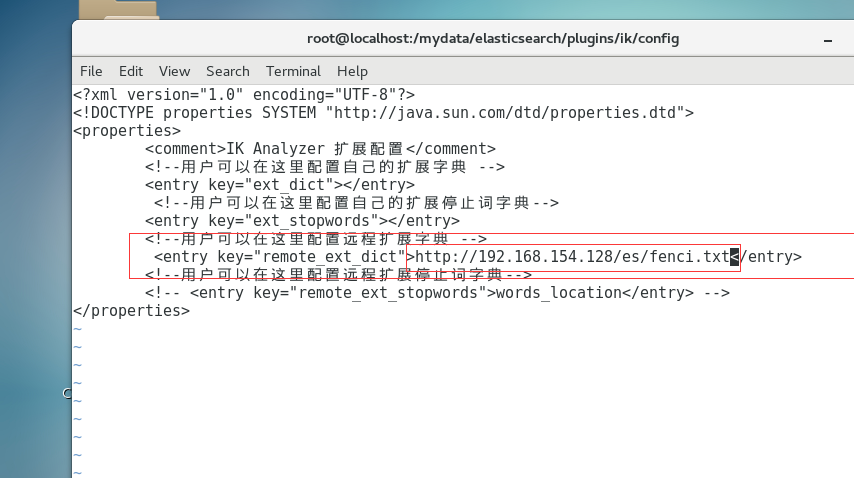 root@localhost:/mydata/elasticsearch/plugins/ik/config
File Edit View Search Terminal Help
<?xml version="1.0" encoding="UTF-8"?>
<!DOCTYPE properties SYSTEM "http://java.sun.com/dtd/properties.dtd">
<properties>
        <comment>IK Analyzer 扩展配置</comment>
        <!--用户可以在这里配置自己的扩展字典 -->
        <entry key="ext_dict"></entry>
         <!--用户可以在这里配置自己的扩展停止词字典-->
        <entry key="ext_stopwords"></entry>
        <!--用户可以在这里配置远程扩展字典 -->
         <entry key="remote_ext_dict">http://192.168.154.128/es/fenci.txt</entry>
        <!--用户可以在这里配置远程扩展停止词字典-->
        <!-- <entry key="remote_ext_stopwords">words_location</entry> -->
</properties>
~
~
~
~
~
~
~
~
~